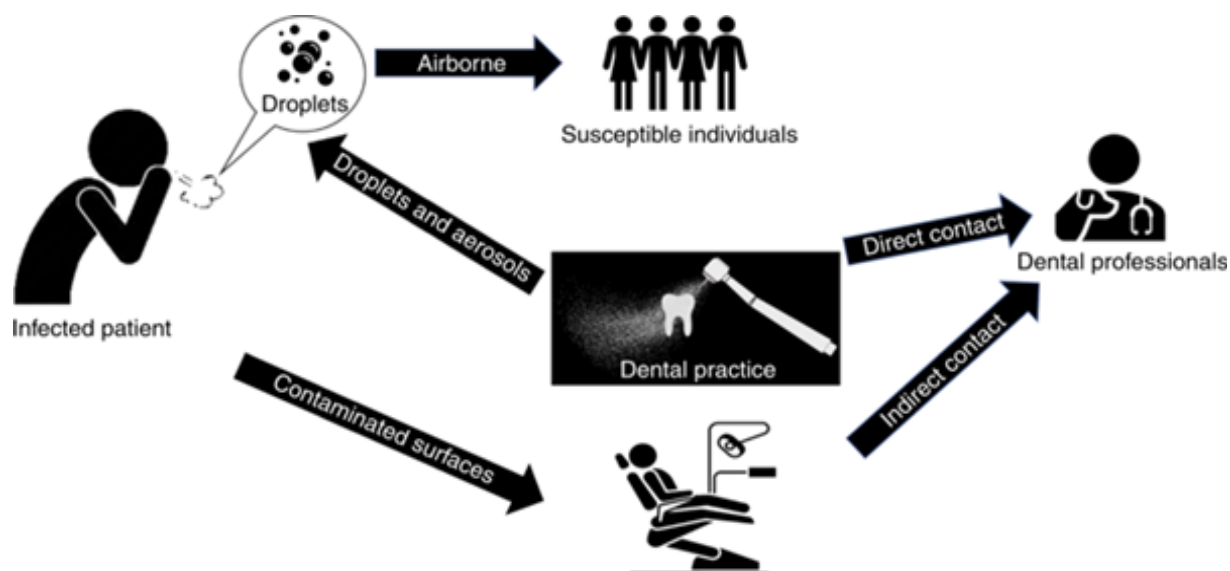 Droplets
Airborne
Susceptible individuals
Infected patient
Droplets and aerosols
Direct contact
Dental professionals
Dental practice
Contaminated surfaces
Indirect contact